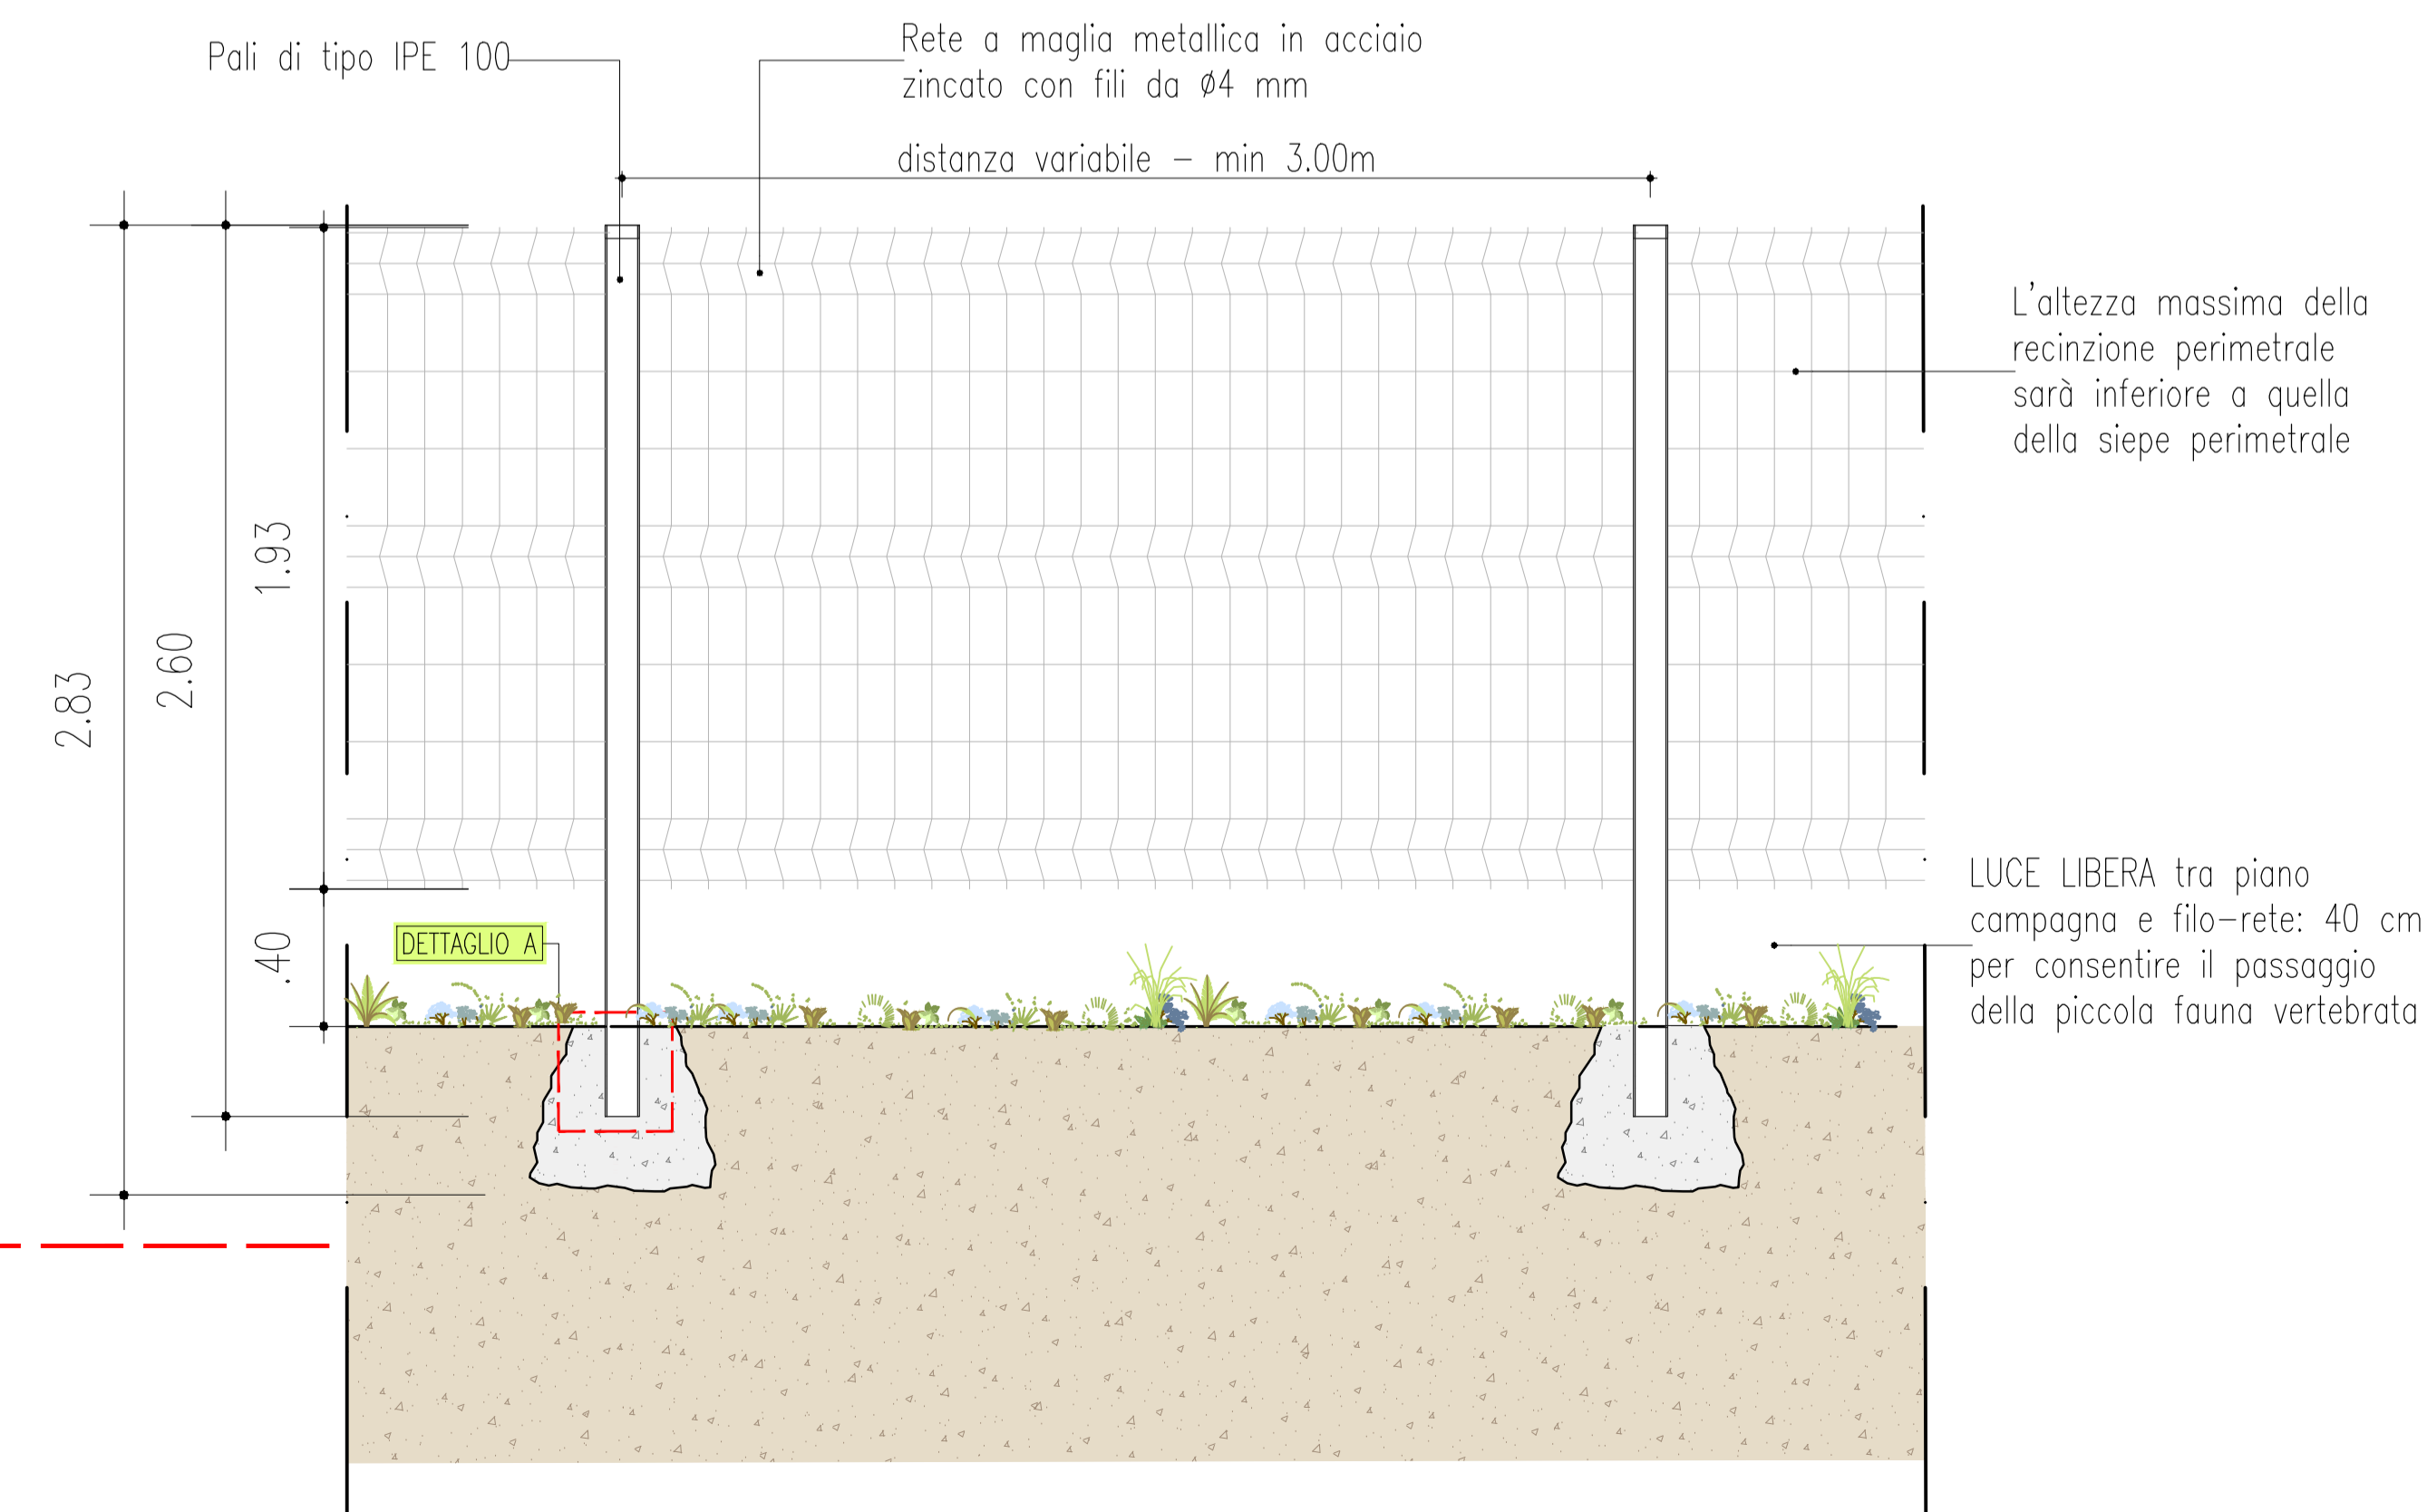 Pali di tipo IPE 100
Rete a maglia metallica in acciaio
zincato con fili da ø4 mm
distanza variabile – min 3.00m
L'altezza massima della
recinzione perimetrale
sarà inferiore a quella
della siepe perimetrale
2.83
2.60
1.93
.40
DETTAGLIO A
LUCE LIBERA tra piano
campagna e filo–rete: 40 cm
per consentire il passaggio
della piccola fauna vertebrata